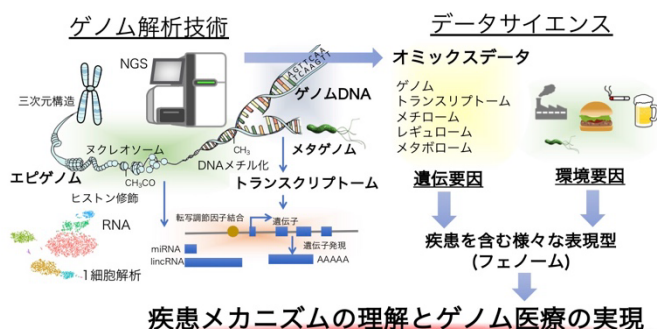 ゲノム解析技術
データサイエンス
NGS
AGTTCAA
TCAAGTT
オミックスデータ
三次元構造
ゲノムDNA
ゲノム
トランスリプトーム
メチローム
レギュローム
メタボローム
CH₃
ヌクレオソーム
DNAメチル化
メタゲノム
エピゲノム
CH₃CO
ヒストン修飾
トランスクリプトーム
遺伝要因
環境要因
RNA
転写調節因子結合
遺伝子
miRNA
lincRNA
遺伝子発現
AAAAA
1細胞解析
疾患を含む様々な表現型
(フェノーム)
疾患メカニズムの理解とゲノム医療の実現